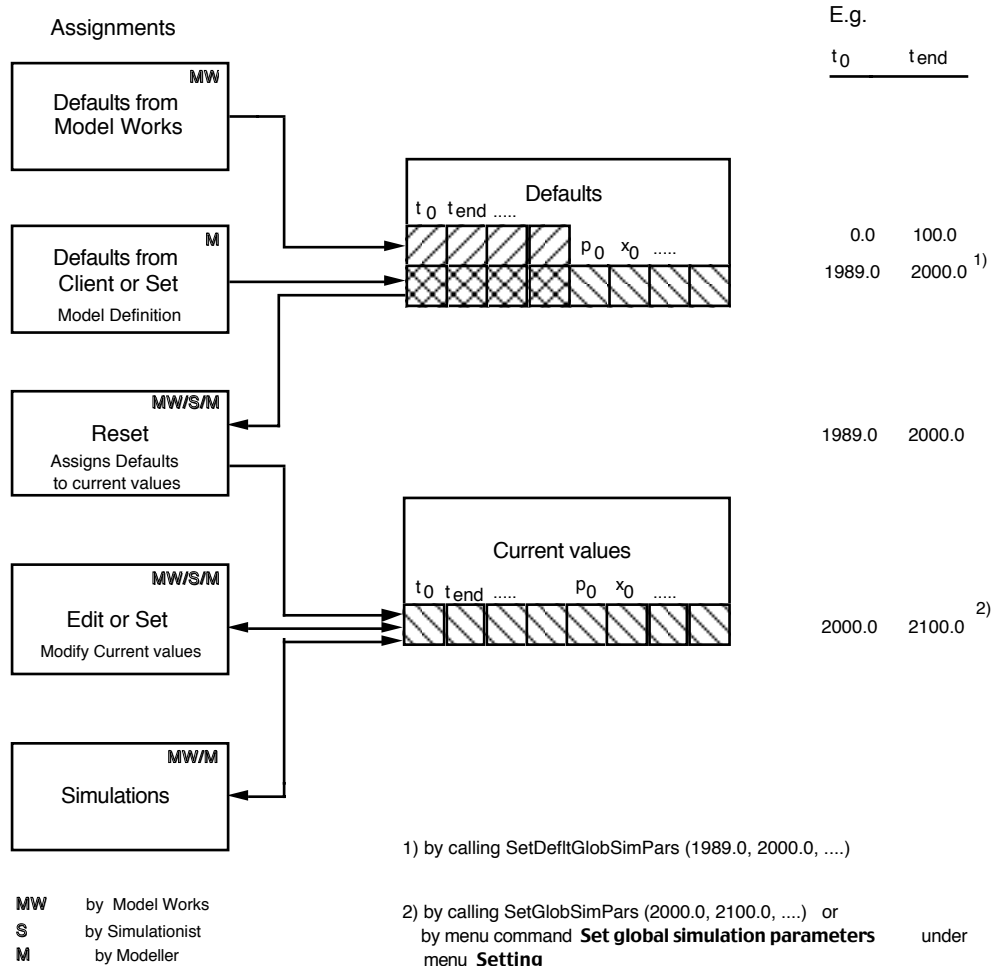 Assignments
E.g.
t0 tend
MW
Defaults from
Model Works
Defaults
t0 tend .....
p0 x0 .....
0.0 100.0
M
Defaults from
Client or Set
Model Definition
1989.0 2000.0 1)
MW/S/M
Reset
Assigns Defaults
to current values
1989.0 2000.0
Current values
t0 tend ..... p0 x0 .....
MW/S/M
Edit or Set
Modify Current values
2000.0 2100.0 2)
MW/M
Simulations
1) by calling SetDefltGlobSimPars (1989.0, 2000.0, ....)
MW by Model Works
S by Simulationist
M by Modeller
2) by calling SetGlobSimPars (2000.0, 2100.0, ....) or
by menu command Set global simulation parameters under
menu Setting